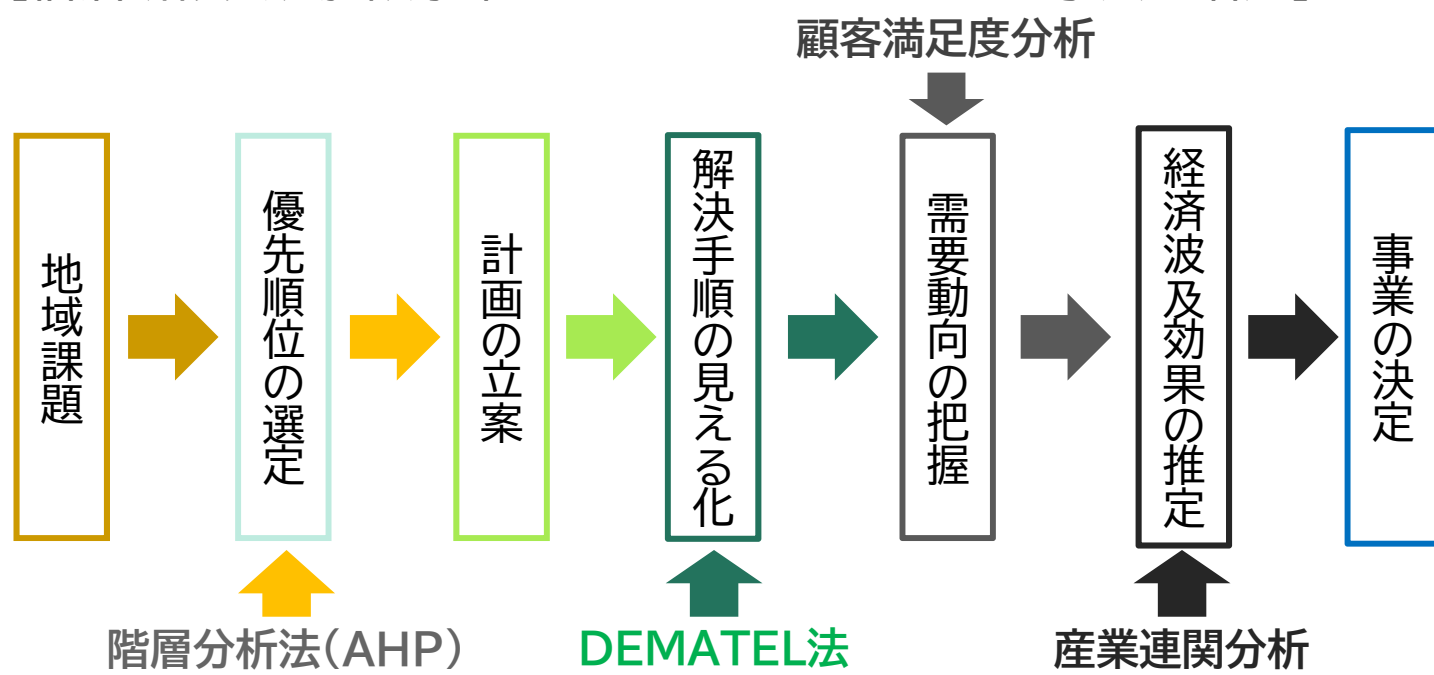 顧客満足度分析
地域課題
優先順位の選定
計画の立案
解決手順の見える化
需要動向の把握
経済波及効果の推定
事業の決定
階層分析法(AHP)
DEMATEL法
産業連関分析